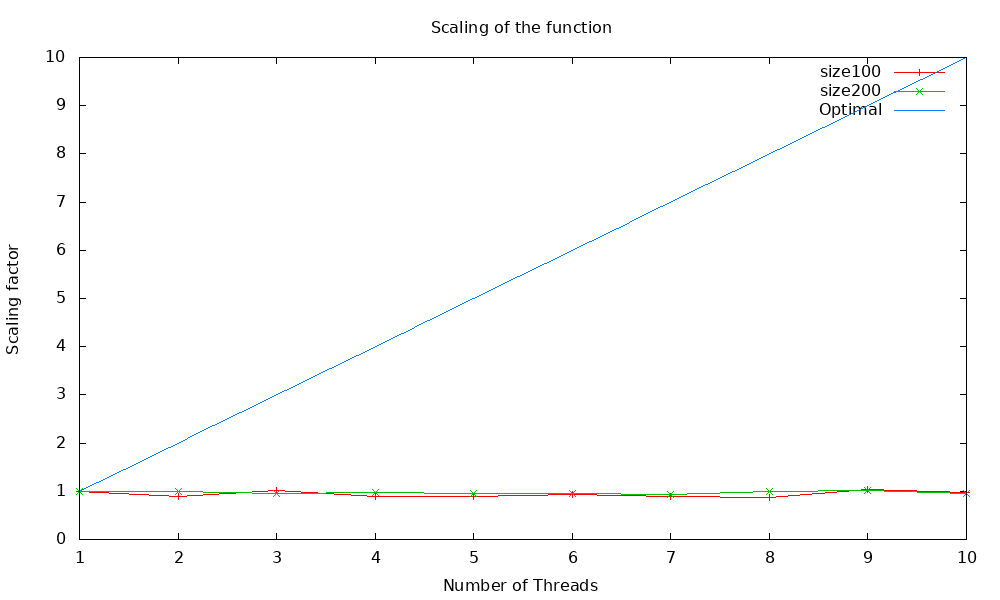 Scaling of the function
size100
size200
Optimal
10
9
8
7
6
5
4
3
2
1
0
Scaling factor
1 2 3 4 5 6 7 8 9 10
Number of Threads